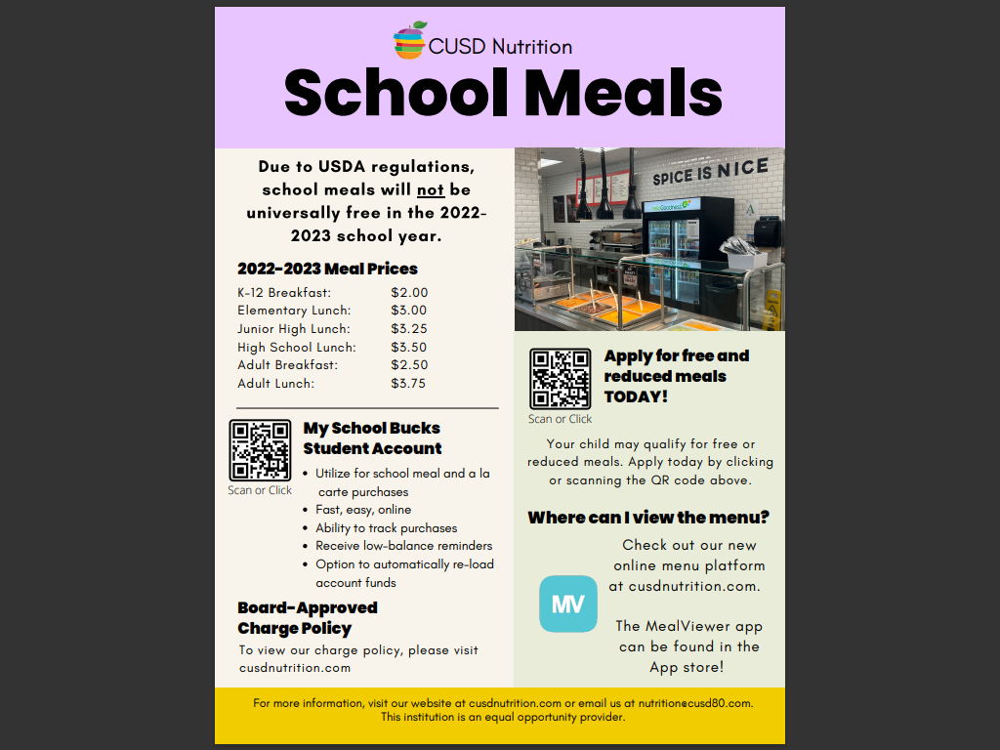 CUSD Nutrition
School Meals
Due to USDA regulations,
school meals will not be
universally free in the 2022-
2023 school year.
2022-2023 Meal Prices
K-12 Breakfast: $2.00
Elementary Lunch: $3.00
Junior High Lunch: $3.25
High School Lunch: $3.50
Adult Breakfast: $2.50
Adult Lunch: $3.75
Scan or Click
My School Bucks
Student Account
• Utilize for school meal and a la
carte purchases
• Fast, easy, online
• Ability to track purchases
• Receive low-balance reminders
• Option to automatically re-load
account funds
Board-Approved
Charge Policy
To view our charge policy, please visit
cusdnutrition.com
SPICE IS NICE
A
Scan or Click
Apply for free and
reduced meals
TODAY!
Your child may qualify for free or
reduced meals. Apply today by clicking
or scanning the QR code above.
Where can I view the menu?
MV
Check out our new
online menu platform
at cusdnutrition.com.
The MealViewer app
can be found in the
App store!
For more information, visit our website at cusdnutrition.com or email us at nutrition@cusd80.com.
This institution is an equal opportunity provider.